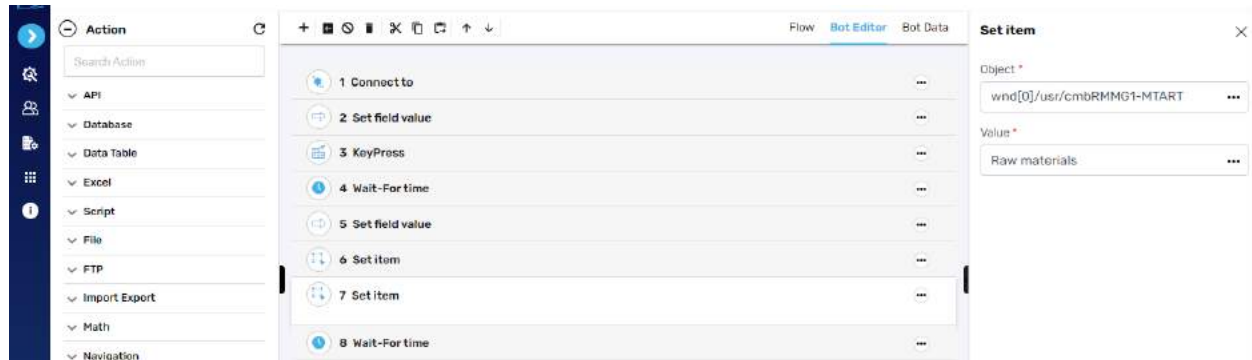 Action
Search Action
API
Database
Data Table
Excel
Script
File
FTP
Import Export
Math
Navigation
Flow Bot Editor Bot Data
1 Connect to
2 Set field value
3 KeyPress
4 Wait-For time
5 Set field value
6 Set item
7 Set item
8 Wait-For time
Set item
Object *
wnd[0]/usr/cmbRMMG1-MTART
Value *
Raw materials